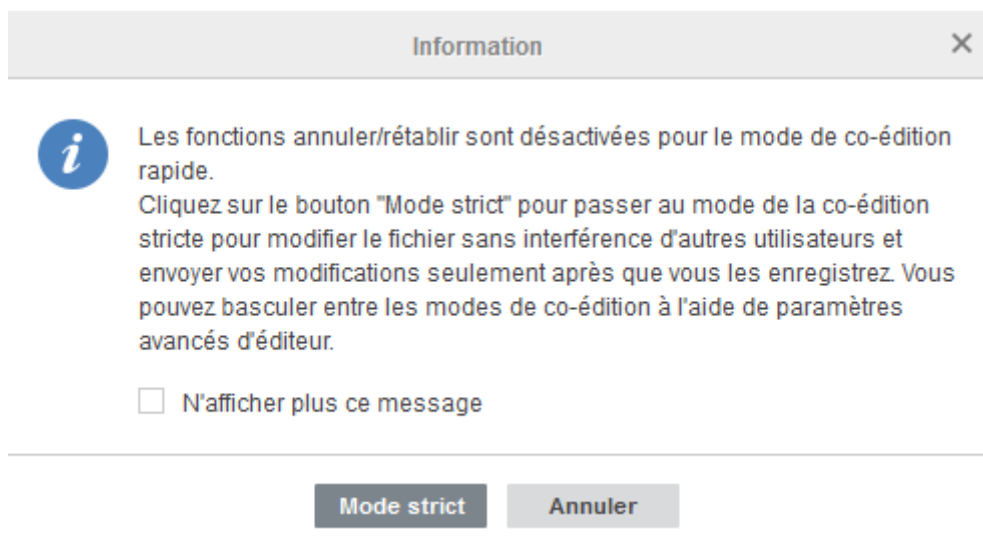 Information
Les fonctions annuler/rétablir sont désactivées pour le mode de co-édition
rapide.
Cliquez sur le bouton "Mode strict" pour passer au mode de la co-édition
stricte pour modifier le fichier sans interférence d'autres utilisateurs et
envoyer vos modifications seulement après que vous les enregistrez. Vous
pouvez basculer entre les modes de co-édition à l'aide de paramètres
avancés d'éditeur.
N'afficher plus ce message
Mode strict
Annuler